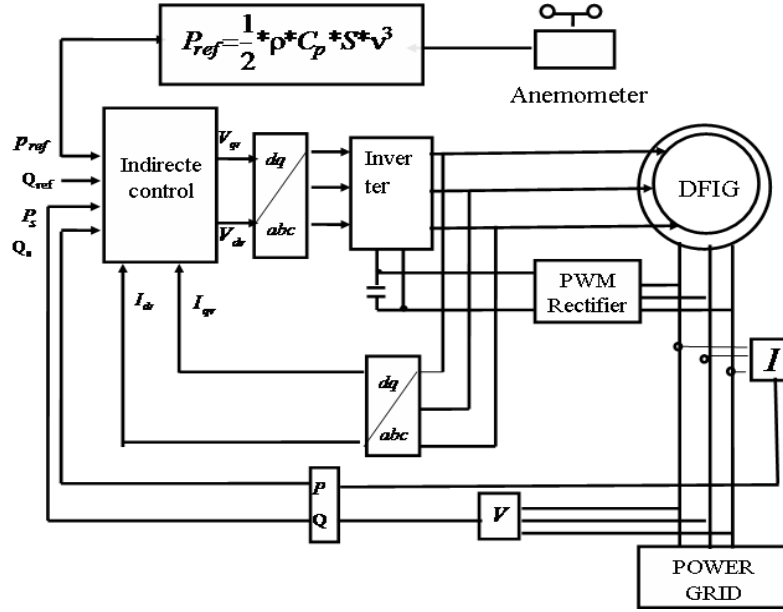 P_ref=1/2*ρ*C_p*S*v³
Anemometer
P_ref
Q_ref
P_s
Q_s
Indirecte
control
V_qr
V_dr
dq
abc
Inver
ter
DFIG
PWM
Rectifier
I_dr
I_qr
dq
abc
I
P
Q
V
POWER
GRID